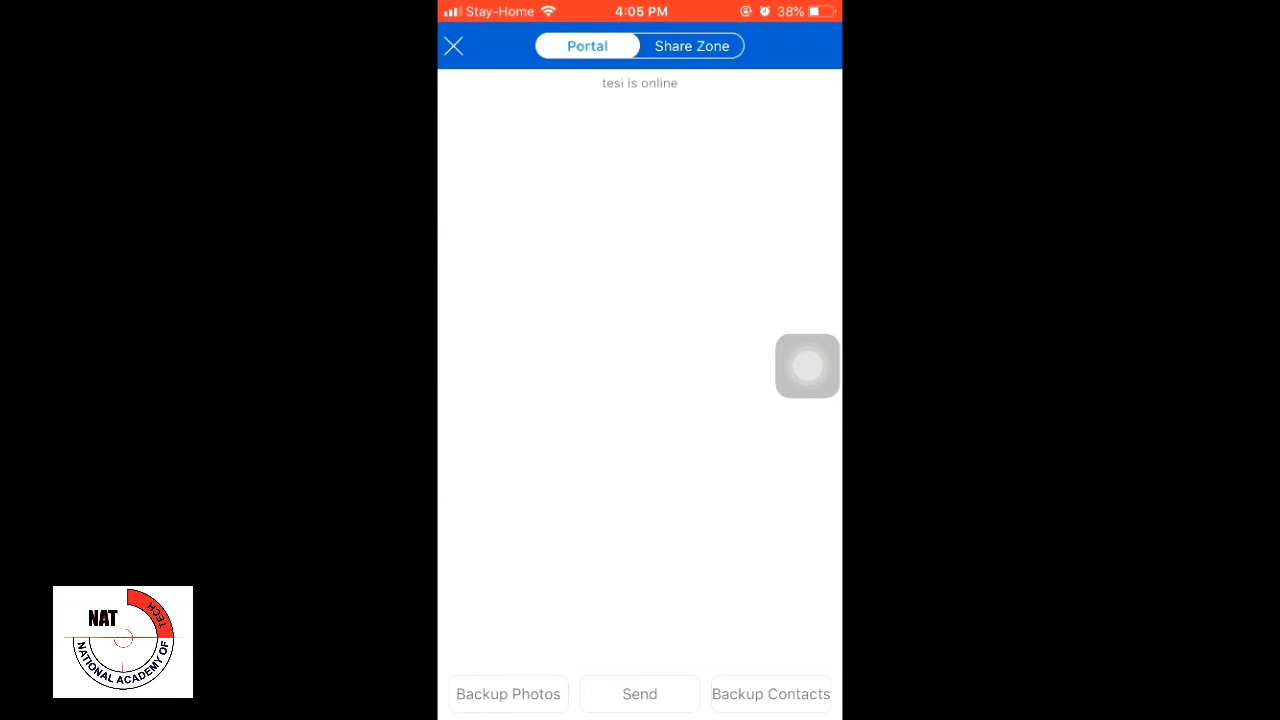 Stay-Home 4:05 PM 38%
Portal Share Zone
tesi is online
Backup Photos Send Backup Contacts
NAT
TECH
NATIONAL ACADEMY OF